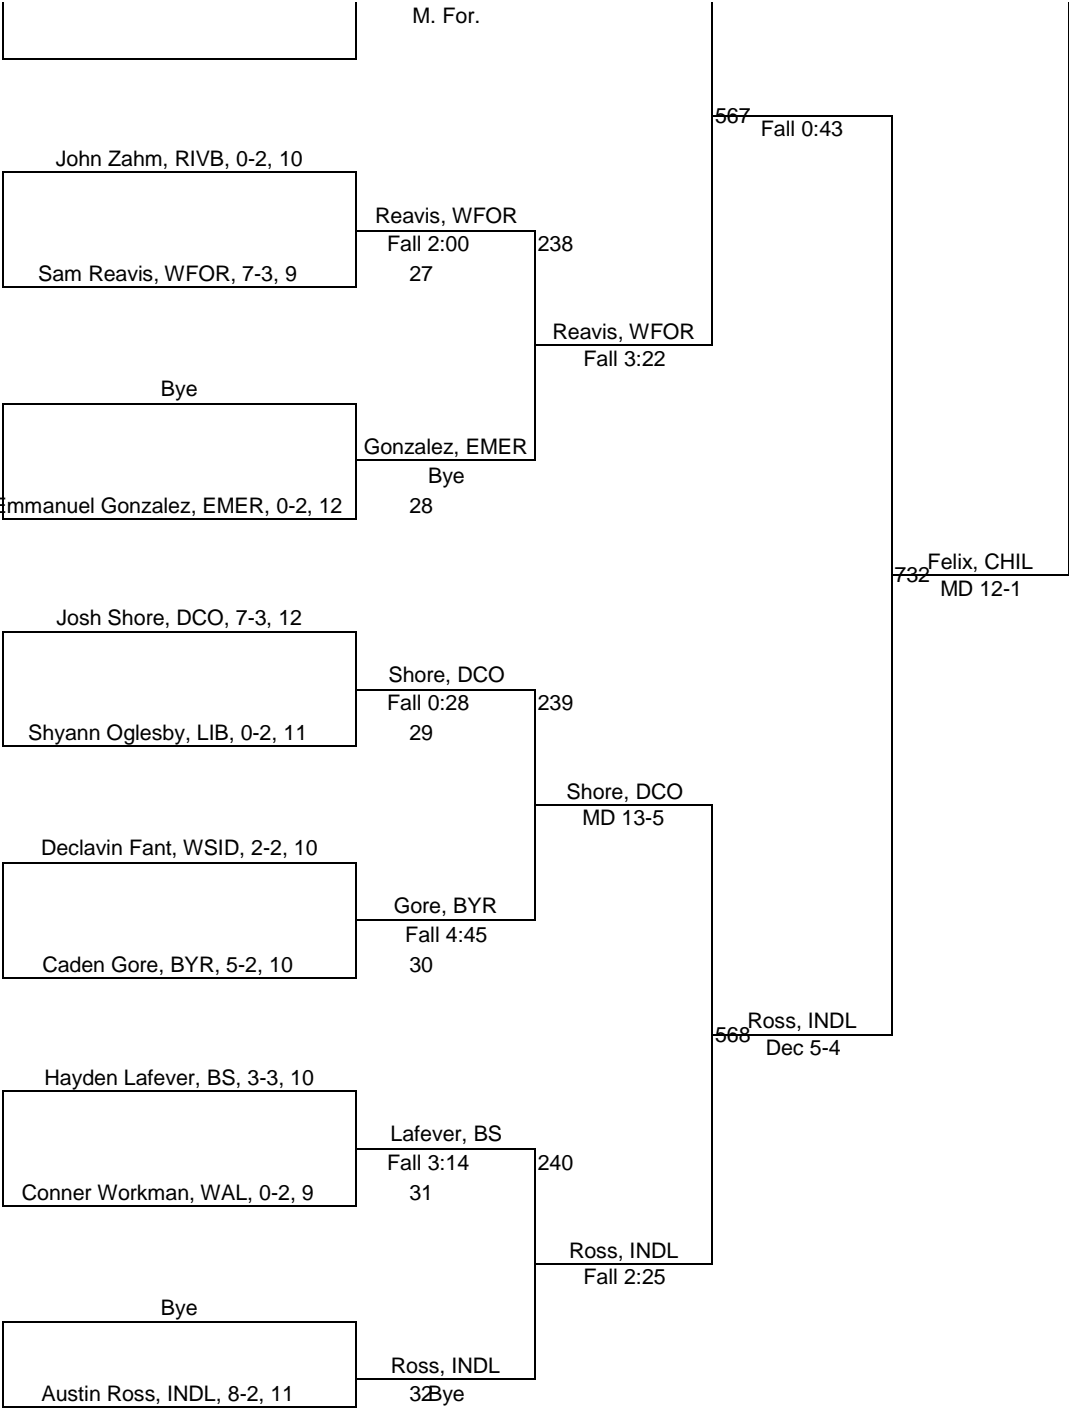 M. For.
567
Fall 0:43
John Zahm, RIVB, 0-2, 10
Reavis, WFOR
Fall 2:00
238
Sam Reavis, WFOR, 7-3, 9
27
Reavis, WFOR
Fall 3:22
Bye
Gonzalez, EMER
Bye
Emmanuel Gonzalez, EMER, 0-2, 12
28
Felix, CHIL
732
MD 12-1
Josh Shore, DCO, 7-3, 12
Shore, DCO
Fall 0:28
239
Shyann Oglesby, LIB, 0-2, 11
29
Shore, DCO
MD 13-5
Declavin Fant, WSID, 2-2, 10
Gore, BYR
Fall 4:45
Caden Gore, BYR, 5-2, 10
30
Ross, INDL
568
Dec 5-4
Hayden Lafever, BS, 3-3, 10
Lafever, BS
Fall 3:14
240
Conner Workman, WAL, 0-2, 9
31
Ross, INDL
Fall 2:25
Bye
Ross, INDL
Austin Ross, INDL, 8-2, 11
32
Bye